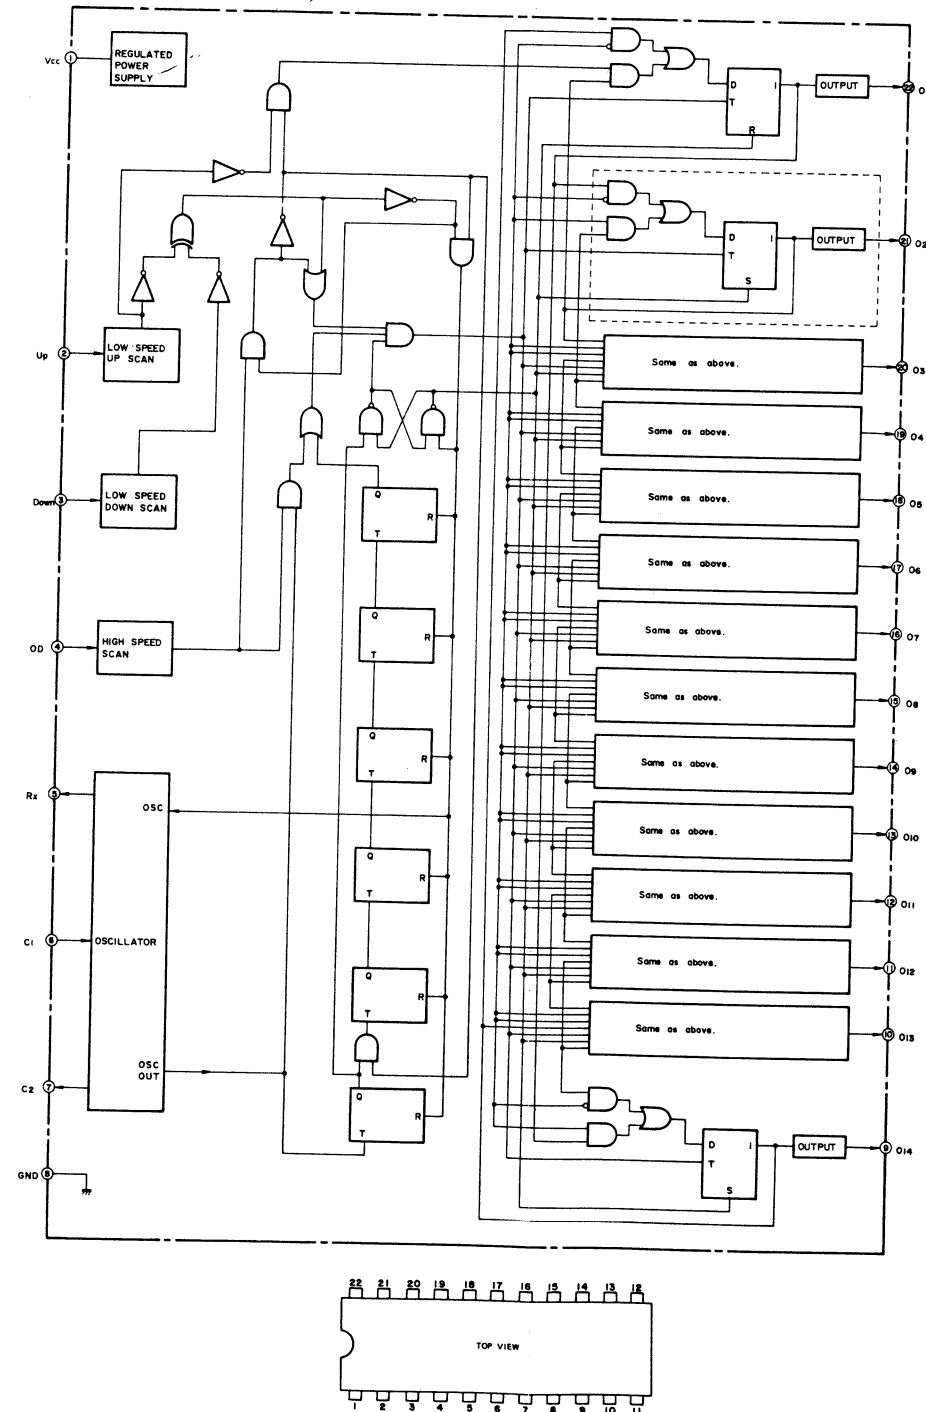 REGULATED
POWER
SUPPLY
Vcc 1
D
T
R
1
OUTPUT
22 O
D
T
S
1
OUTPUT
21 O2
Up 2
LOW SPEED
UP SCAN
Same as above.
20 O3
Same as above.
19 O4
Down 3
LOW SPEED
DOWN SCAN
Q
R
T
Same as above.
18 O5
Same as above.
17 O6
OD 4
HIGH SPEED
SCAN
Q
R
T
Same as above.
16 O7
Same as above.
15 O8
Q
R
T
Same as above.
14 O9
Rx 5
OSC
Same as above.
13 O10
Q
R
T
Same as above.
12 O11
C1 6
OSCILLATOR
Same as above.
11 O12
Q
R
T
Same as above.
10 O13
OSC
OUT
C2 7
Q
R
T
D
T
S
1
OUTPUT
9 O14
GND 8
22 21 20 19 18 17 16 15 14 13 12
TOP VIEW
1 2 3 4 5 6 7 8 9 10 11